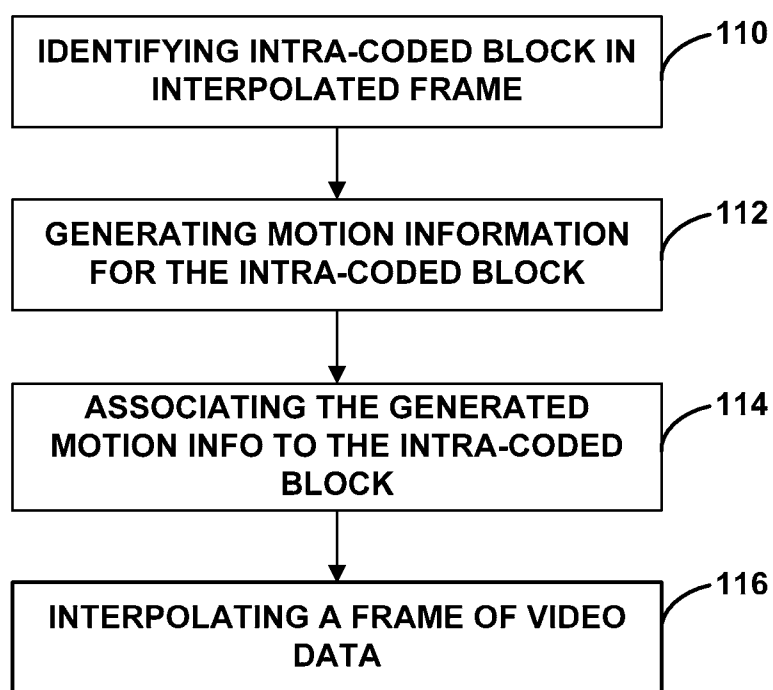 IDENTIFYING INTRA-CODED BLOCK IN
INTERPOLATED FRAME
110
GENERATING MOTION INFORMATION
FOR THE INTRA-CODED BLOCK
112
ASSOCIATING THE GENERATED
MOTION INFO TO THE INTRA-CODED
BLOCK
114
INTERPOLATING A FRAME OF VIDEO
DATA
116